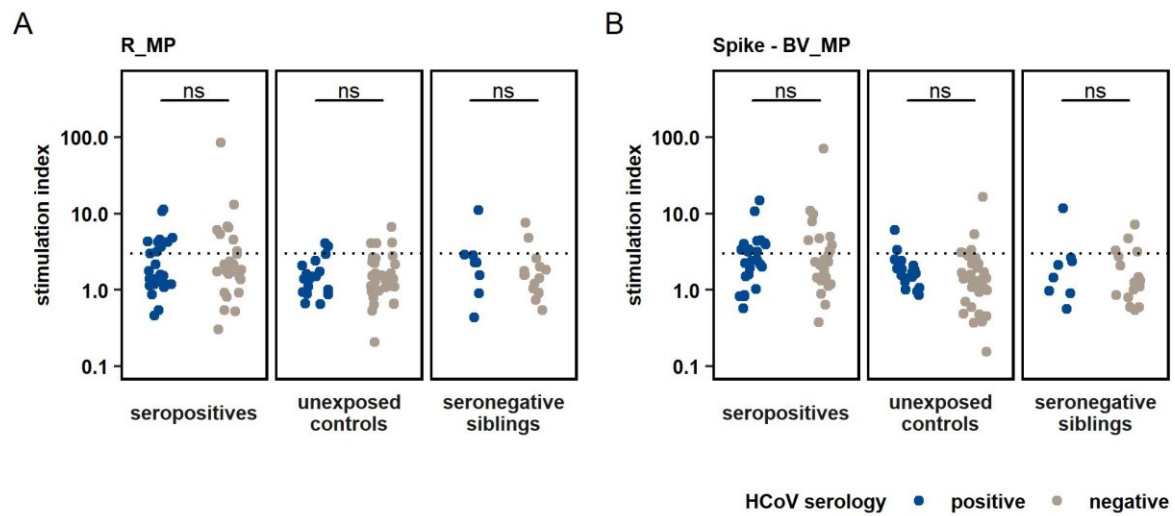 A
B
R_MP
Spike - BV_MP
ns
ns
ns
ns
ns
ns
stimulation index
100.0
10.0
1.0
0.1
stimulation index
100.0
10.0
1.0
0.1
seropositives
unexposed
controls
seronegative
siblings
seropositives
unexposed
controls
seronegative
siblings
HCoV serology positive negative